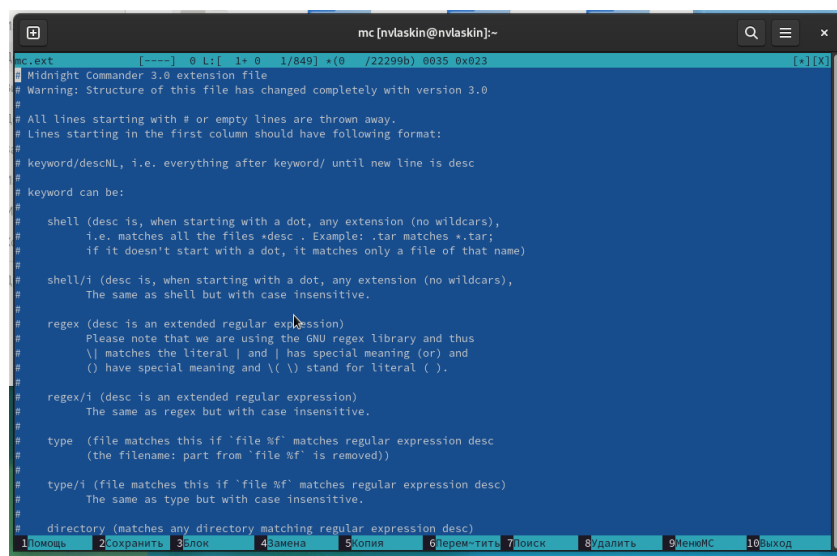 mc [nvlaskin@nvlaskin]:~
mc.ext [----] 0 L:[ 1+ 0 1/849] *(0 /22299b) 0035 0x023 [*][X]
# Midnight Commander 3.0 extension file
# Warning: Structure of this file has changed completely with version 3.0
#
# All lines starting with # or empty lines are thrown away.
# Lines starting in the first column should have following format:
#
# keyword/descNL, i.e. everything after keyword/ until new line is desc
#
# keyword can be:
#
# shell (desc is, when starting with a dot, any extension (no wildcars),
# i.e. matches all the files *desc . Example: .tar matches *.tar;
# if it doesn't start with a dot, it matches only a file of that name)
#
# shell/i (desc is, when starting with a dot, any extension (no wildcars),
# The same as shell but with case insensitive.
#
# regex (desc is an extended regular expression)
# Please note that we are using the GNU regex library and thus
# \| matches the literal | and | has special meaning (or) and
# () have special meaning and \( \) stand for literal ( ).
#
# regex/i (desc is an extended regular expression)
# The same as regex but with case insensitive.
#
# type (file matches this if `file %f` matches regular expression desc
# (the filename: part from `file %f` is removed))
#
# type/i (file matches this if `file %f` matches regular expression desc)
# The same as type but with case insensitive.
#
# directory (matches any directory matching regular expression desc)
1Помощь 2Сохранить 3Блок 4Замена 5Копия 6Перем~тить 7Поиск 8Удалить 9МенюMC 10Выход